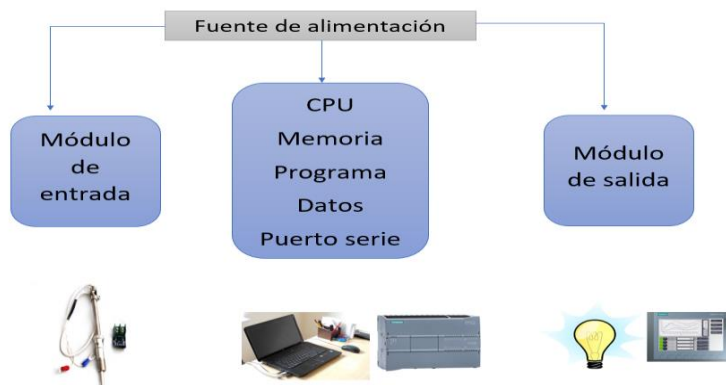 Fuente de alimentación
Módulo
de
entrada
CPU
Memoria
Programa
Datos
Puerto serie
Módulo
de salida